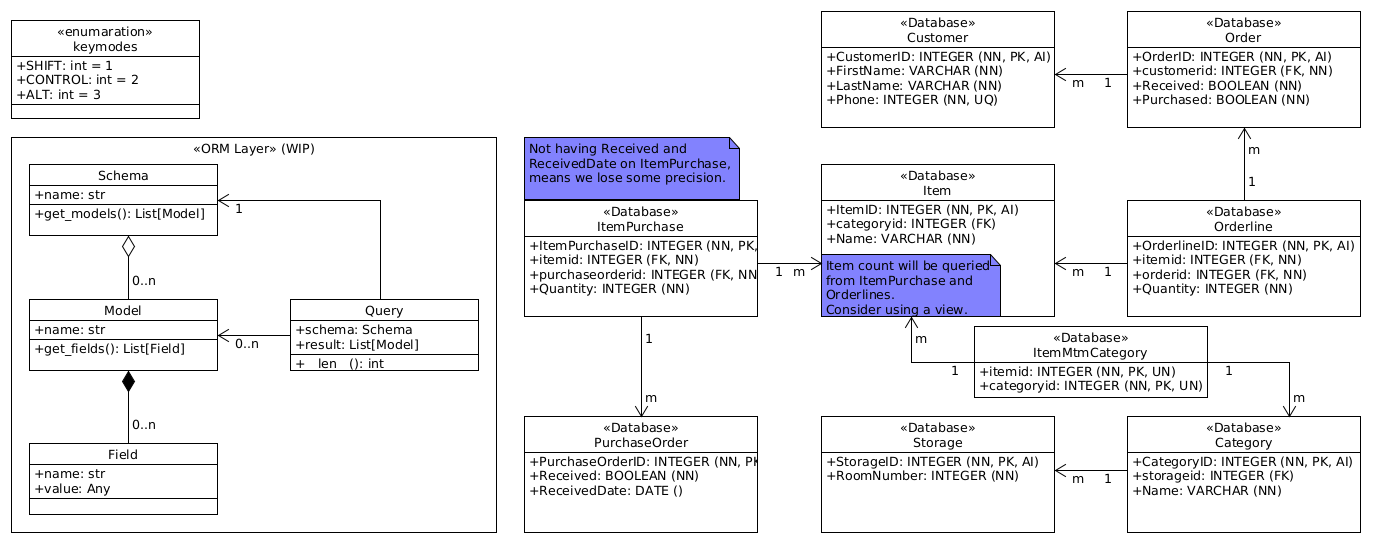 «enumaration»
keymodes
+SHIFT: int = 1
+CONTROL: int = 2
+ALT: int = 3
«ORM Layer» (WIP)
Schema
+name: str
+get_models(): List[Model]
1
0..n
Model
+name: str
+get_fields(): List[Field]
0..n
Query
+schema: Schema
+result: List[Model]
+__len__(): int
0..n
Field
+name: str
+value: Any
Not having Received and
ReceivedDate on ItemPurchase,
means we lose some precision.
«Database»
ItemPurchase
+ItemPurchaseID: INTEGER (NN, PK,
+itemid: INTEGER (FK, NN)
+purchaseorderid: INTEGER (FK, NN
+Quantity: INTEGER (NN)
1 m
1
m
«Database»
PurchaseOrder
+PurchaseOrderID: INTEGER (NN, PK
+Received: BOOLEAN (NN)
+ReceivedDate: DATE ()
«Database»
Customer
+CustomerID: INTEGER (NN, PK, AI)
+FirstName: VARCHAR (NN)
+LastName: VARCHAR (NN)
+Phone: INTEGER (NN, UQ)
m 1
«Database»
Order
+OrderID: INTEGER (NN, PK, AI)
+customerid: INTEGER (FK, NN)
+Received: BOOLEAN (NN)
+Purchased: BOOLEAN (NN)
m
1
«Database»
Item
+ItemID: INTEGER (NN, PK, AI)
+categoryid: INTEGER (FK)
+Name: VARCHAR (NN)
Item count will be queried
from ItemPurchase and
Orderlines.
Consider using a view.
m 1
«Database»
Orderline
+OrderlineID: INTEGER (NN, PK, AI)
+itemid: INTEGER (FK, NN)
+orderid: INTEGER (FK, NN)
+Quantity: INTEGER (NN)
m
1
«Database»
ItemMtmCategory
+itemid: INTEGER (NN, PK, UN)
+categoryid: INTEGER (NN, PK, UN)
1
m
«Database»
Storage
+StorageID: INTEGER (NN, PK, AI)
+RoomNumber: INTEGER (NN)
m 1
«Database»
Category
+CategoryID: INTEGER (NN, PK, AI)
+storageid: INTEGER (FK)
+Name: VARCHAR (NN)